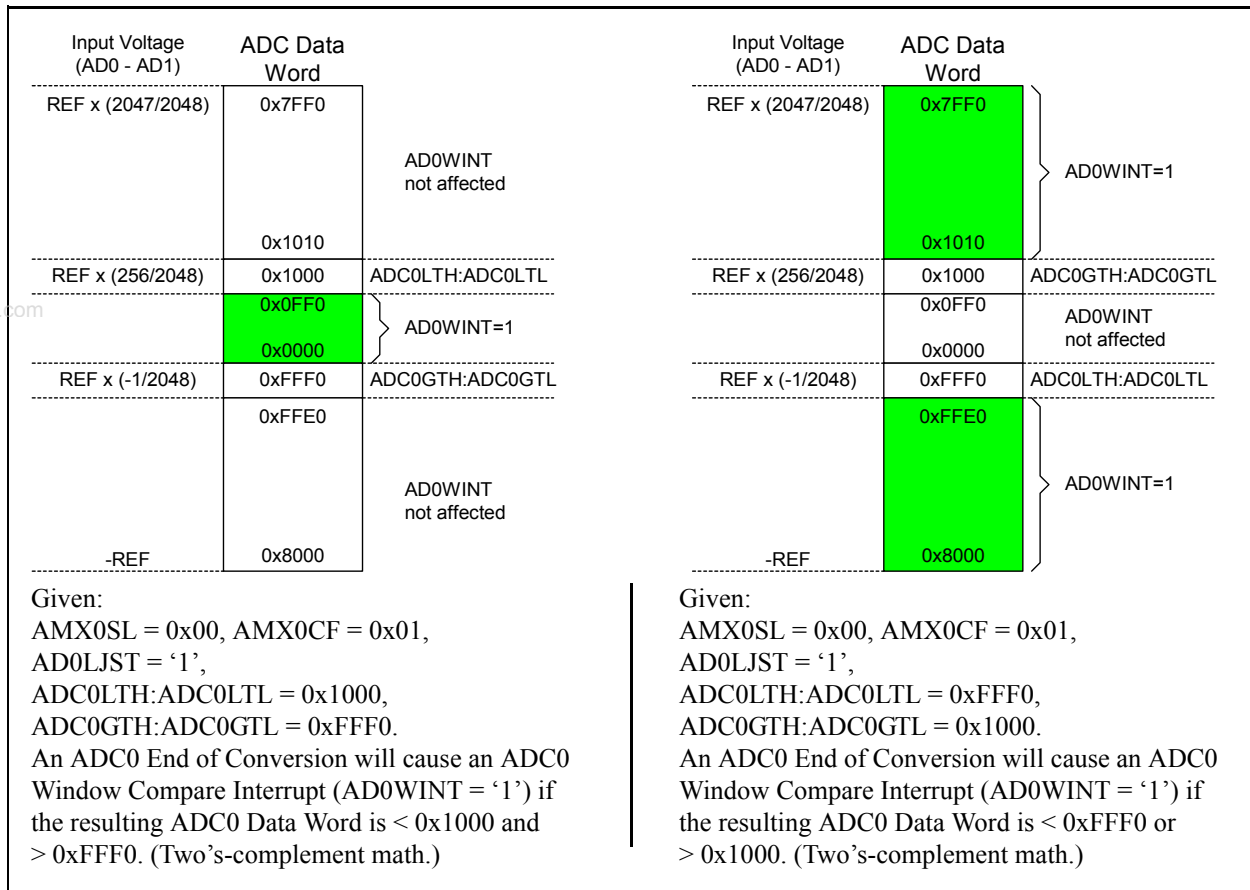 Input Voltage
(AD0 - AD1)
ADC Data
Word
REF x (2047/2048)
0x7FF0
AD0WINT
not affected
0x1010
REF x (256/2048)
0x1000
ADC0LTH:ADC0LTL
0x0FF0
AD0WINT=1
0x0000
REF x (-1/2048)
0xFFF0
ADC0GTH:ADC0GTL
0xFFE0
AD0WINT
not affected
-REF
0x8000
Given:
AMX0SL = 0x00, AMX0CF = 0x01,
AD0LJST = ‘1’,
ADC0LTH:ADC0LTL = 0x1000,
ADC0GTH:ADC0GTL = 0xFFF0.
An ADC0 End of Conversion will cause an ADC0
Window Compare Interrupt (AD0WINT = ‘1’) if
the resulting ADC0 Data Word is < 0x1000 and
> 0xFFF0. (Two’s-complement math.)
Input Voltage
(AD0 - AD1)
ADC Data
Word
REF x (2047/2048)
0x7FF0
AD0WINT=1
0x1010
REF x (256/2048)
0x1000
ADC0GTH:ADC0GTL
0x0FF0
AD0WINT
not affected
0x0000
REF x (-1/2048)
0xFFF0
ADC0LTH:ADC0LTL
0xFFE0
AD0WINT=1
-REF
0x8000
Given:
AMX0SL = 0x00, AMX0CF = 0x01,
AD0LJST = ‘1’,
ADC0LTH:ADC0LTL = 0xFFF0,
ADC0GTH:ADC0GTL = 0x1000.
An ADC0 End of Conversion will cause an ADC0
Window Compare Interrupt (AD0WINT = ‘1’) if
the resulting ADC0 Data Word is < 0xFFF0 or
> 0x1000. (Two’s-complement math.)
.com